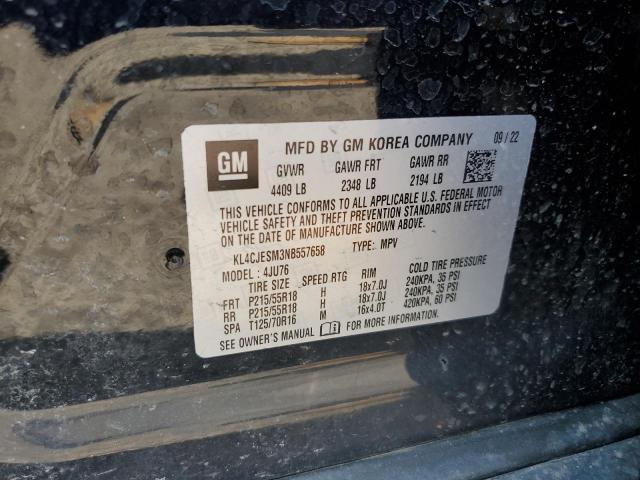 GM
MFD BY GM KOREA COMPANY 09 / 22
GVWR GAWR FRT GAWR RR
4409 LB 2348 LB 2194 LB
THIS VEHICLE CONFORMS TO ALL APPLICABLE U.S. FEDERAL MOTOR
VEHICLE SAFETY AND THEFT PREVENTION STANDARDS IN EFFECT
ON THE DATE OF MANUFACTURE SHOWN ABOVE.
KL4CJESM3NB557658 TYPE: MPV
MODEL : 4JU76
TIRE SIZE SPEED RTG RIM COLD TIRE PRESSURE
FRT P215/55R18 H 18x7.0J 240KPA, 35 PSI
RR P215/55R18 H 18x7.0J 240KPA, 35 PSI
SPA T125/70R16 M 16x4.0T 420KPA, 60 PSI
SEE OWNER'S MANUAL FOR MORE INFORMATION.